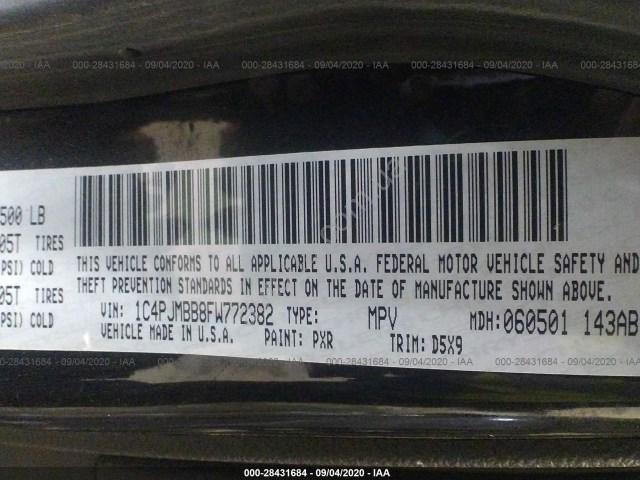 000-28431684 - 09/04/2020 - IAA
000-28431684 - 09/04/2020 - IAA
500 LB
05T TIRES
PSI) COLD
05T TIRES
PSI) COLD
THIS VEHICLE CONFORMS TO ALL APPLICABLE U.S.A. FEDERAL MOTOR VEHICLE SAFETY AND
THEFT PREVENTION STANDARDS IN EFFECT ON THE DATE OF MANUFACTURE SHOWN ABOVE.
VIN: 1C4PJMBB8FW772382 TYPE: MPV MDH: 060501 143AB
VEHICLE MADE IN U.S.A. PAINT: PXR TRIM: D5X9
000-28431684 - 09/04/2020 - IAA
000-28431684 - 09/04/2020 - IAA
000-28431684 - 09/04/2020 - IAA